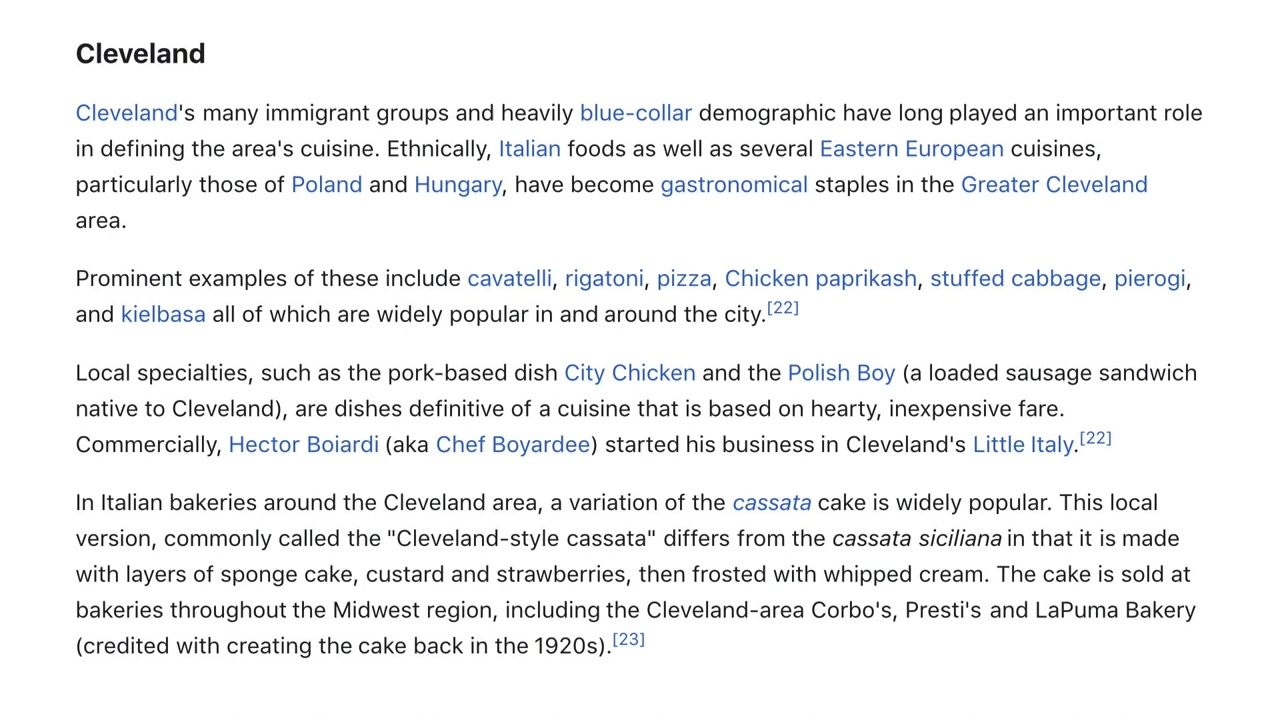 Cleveland
Cleveland's many immigrant groups and heavily blue-collar demographic have long played an important role
in defining the area's cuisine. Ethnically, Italian foods as well as several Eastern European cuisines,
particularly those of Poland and Hungary, have become gastronomical staples in the Greater Cleveland
area.
Prominent examples of these include cavatelli, rigatoni, pizza, Chicken paprikash, stuffed cabbage, pierogi,
and kielbasa all of which are widely popular in and around the city.[22]
Local specialties, such as the pork-based dish City Chicken and the Polish Boy (a loaded sausage sandwich
native to Cleveland), are dishes definitive of a cuisine that is based on hearty, inexpensive fare.
Commercially, Hector Boiardi (aka Chef Boyardee) started his business in Cleveland's Little Italy.[22]
In Italian bakeries around the Cleveland area, a variation of the cassata cake is widely popular. This local
version, commonly called the "Cleveland-style cassata" differs from the cassata siciliana in that it is made
with layers of sponge cake, custard and strawberries, then frosted with whipped cream. The cake is sold at
bakeries throughout the Midwest region, including the Cleveland-area Corbo's, Presti's and LaPuma Bakery
(credited with creating the cake back in the 1920s).[23]